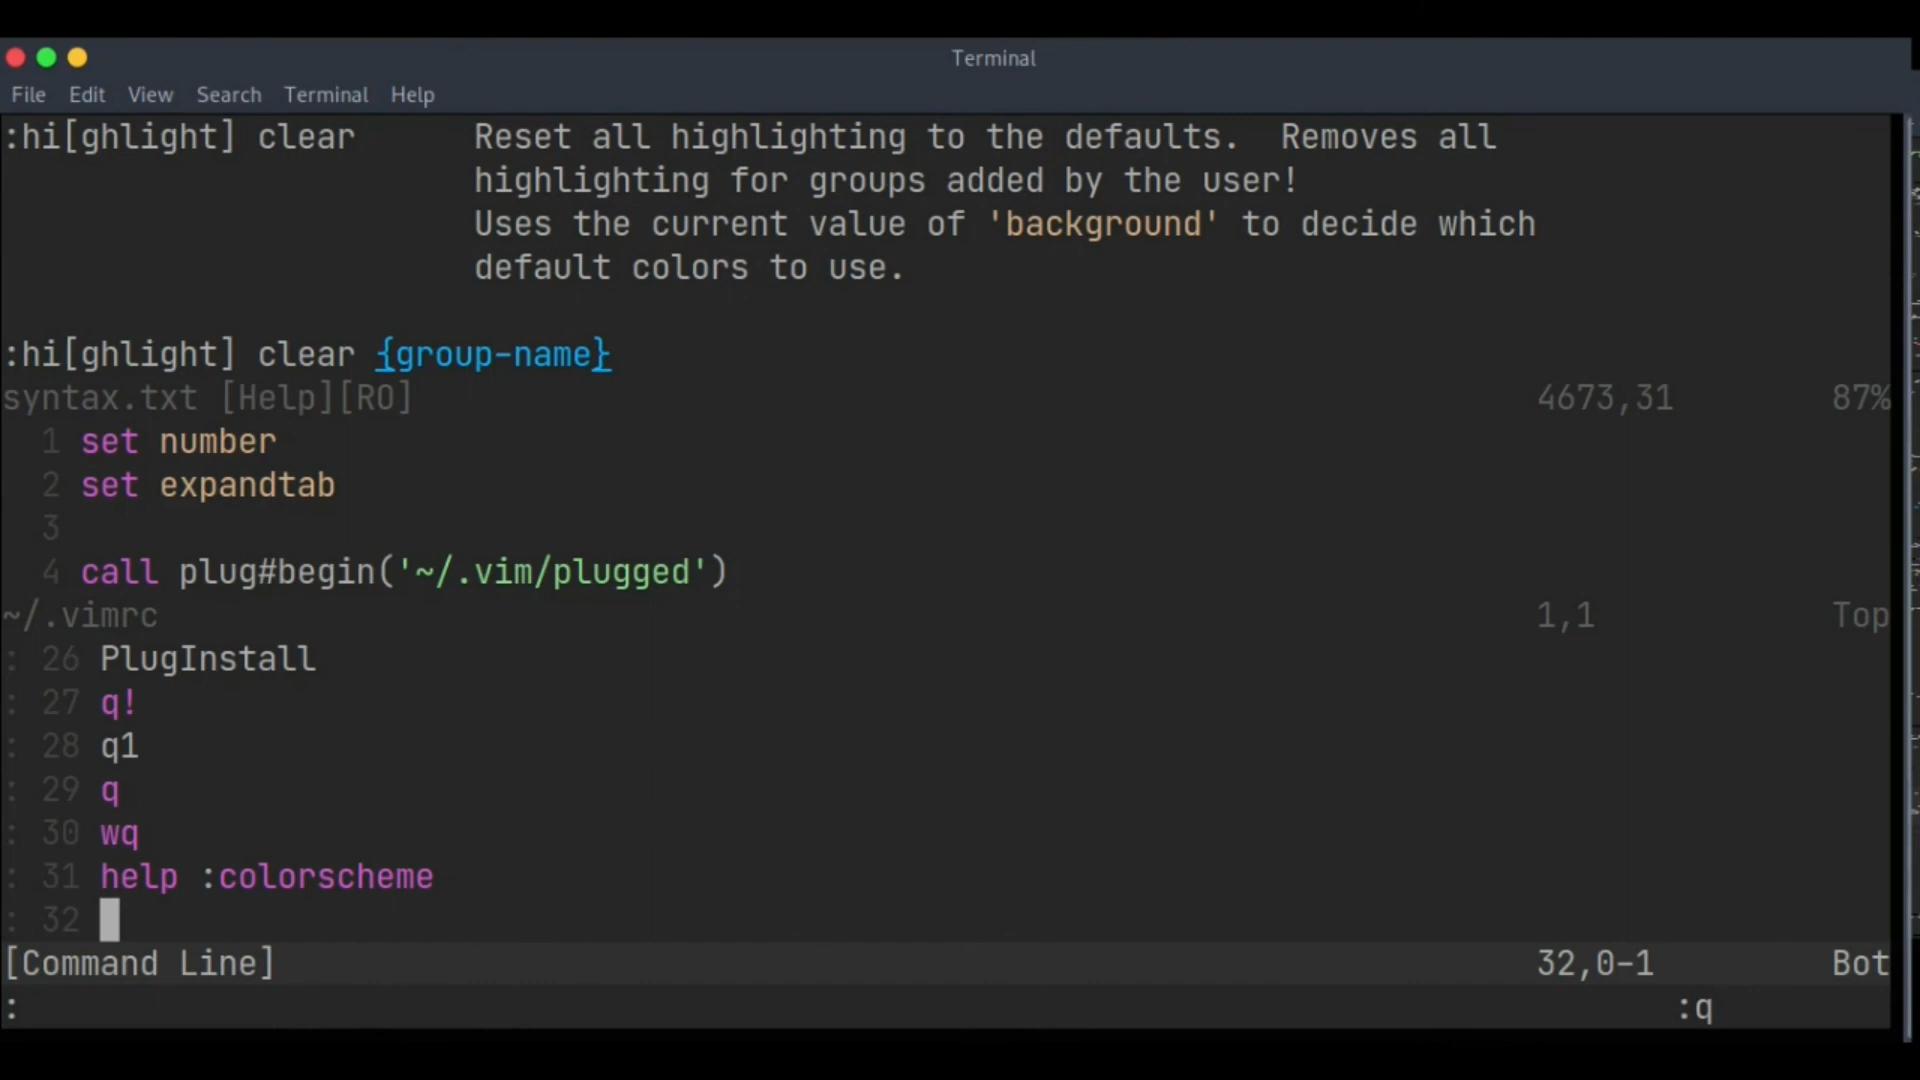 Terminal
File Edit View Search Terminal Help
:hi[ghlight] clear Reset all highlighting to the defaults. Removes all
highlighting for groups added by the user!
Uses the current value of 'background' to decide which
default colors to use.
:hi[ghlight] clear {group-name}
syntax.txt [Help][RO] 4673,31 87%
1 set number
2 set expandtab
3
4 call plug#begin('~/.vim/plugged')
~/.vimrc 1,1 Top
: 26 PlugInstall
: 27 q!
: 28 q1
: 29 q
: 30 wq
: 31 help :colorscheme
: 32
[Command Line] 32,0-1 Bot
: :q